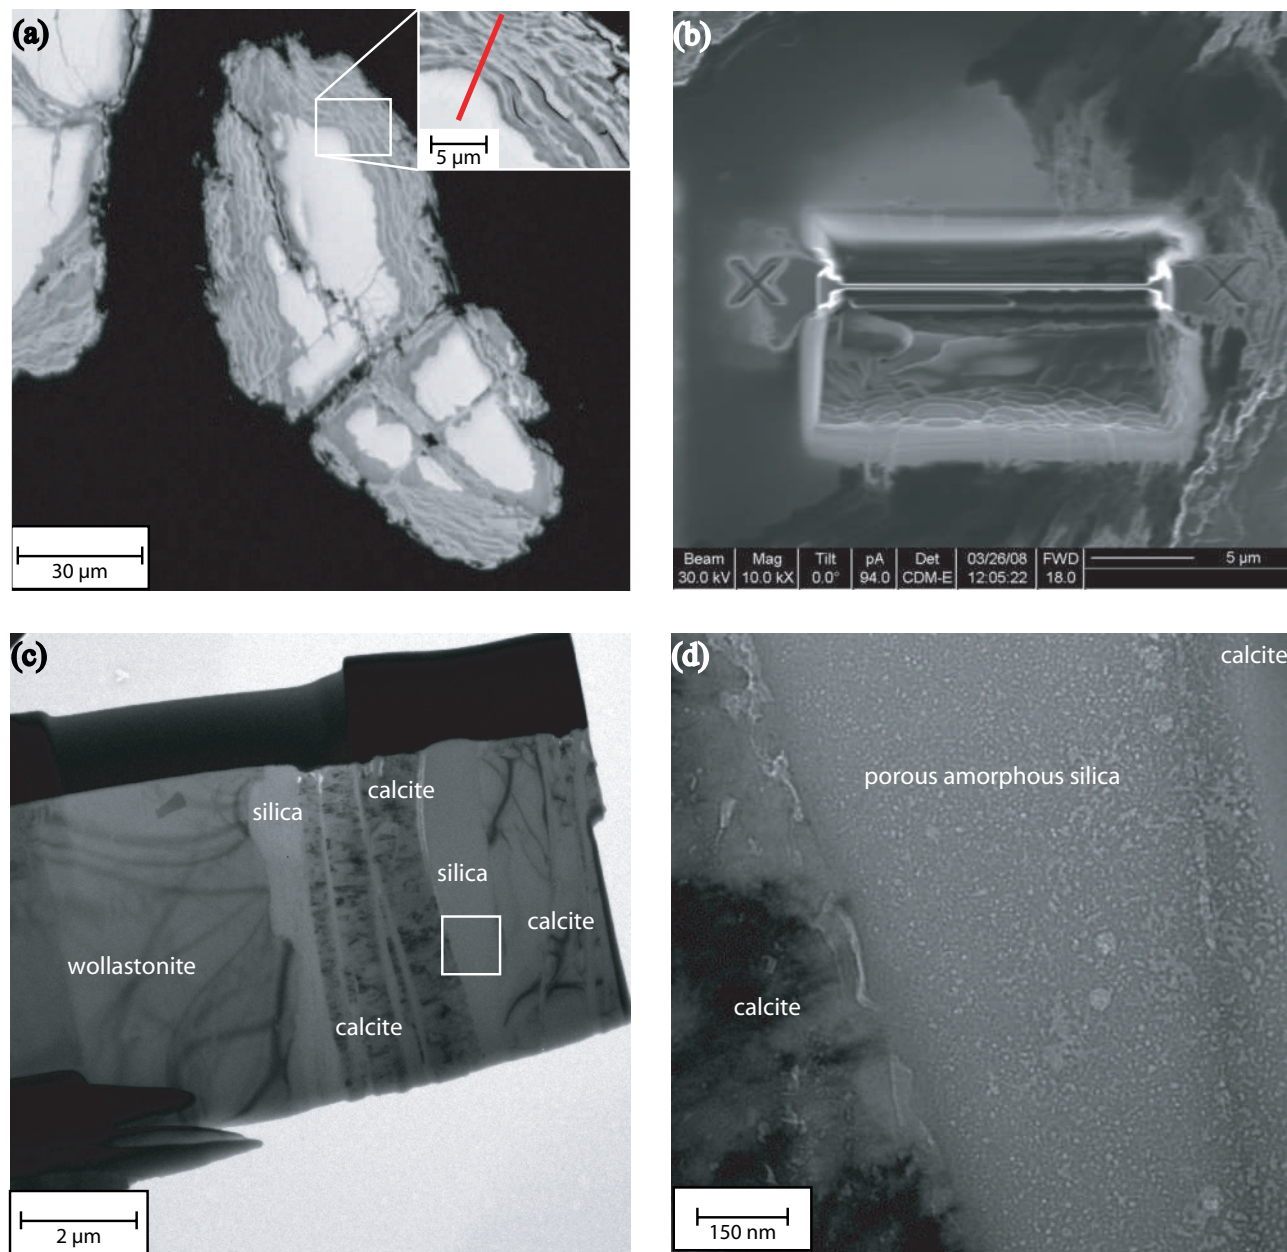 (a)
5 µm
30 µm
(b)
Beam Mag Tilt pA Det 03/26/08 FWD 5 µm
30.0 kV 10.0 kX 0.0° 94.0 CDM-E 12:05:22 18.0
(c)
calcite
silica
silica
calcite
wollastonite
calcite
2 µm
(d)
calcite
porous amorphous silica
calcite
150 nm